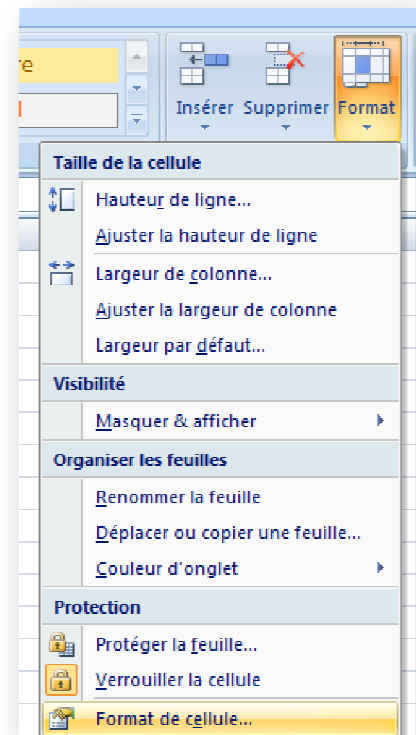 re
Insérer Supprimer Format
Taille de la cellule
Hauteur de ligne...
Ajuster la hauteur de ligne
Largeur de colonne...
Ajuster la largeur de colonne
Largeur par défaut...
Visibilité
Masquer & afficher
Organiser les feuilles
Renommer la feuille
Déplacer ou copier une feuille...
Couleur d'onglet
Protection
Protéger la feuille...
Verrouiller la cellule
Format de cellule...